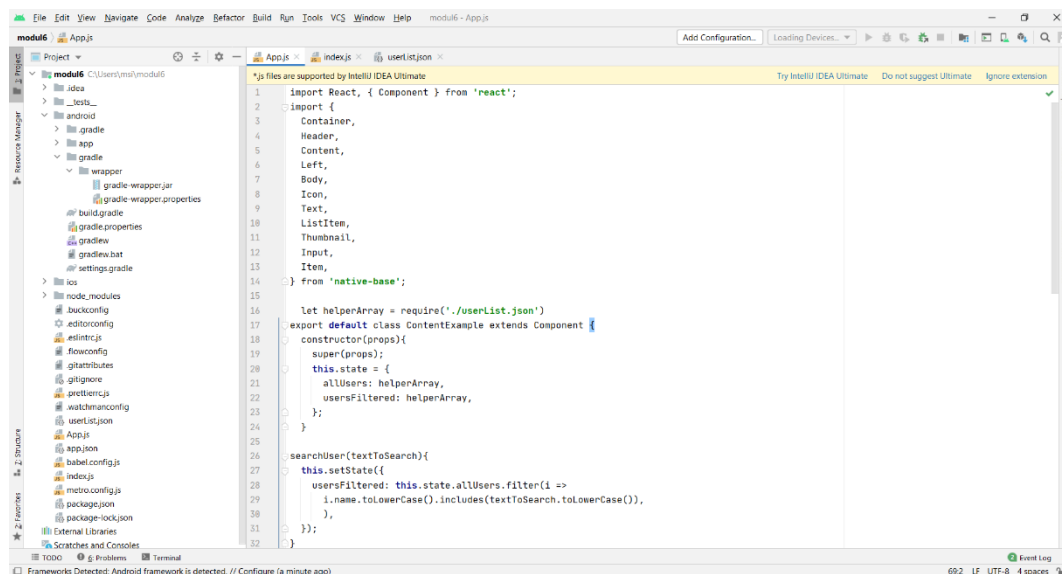 File Edit View Navigate Code Analyze Refactor Build Run Tools VCS Window Help modul6 - App.js
modul6 App.js Add Configuration... Loading Devices...
Project App.js index.js userList.json
modul6 C:\Users\msi\modul6 *.js files are supported by IntelliJ IDEA Ultimate Try IntelliJ IDEA Ultimate Do not suggest Ultimate Ignore extension
.idea
__tests__
android
.gradle
app
gradle
wrapper
gradle-wrapper.jar
gradle-wrapper.properties
build.gradle
gradle.properties
gradlew
gradlew.bat
settings.gradle
ios
node_modules
.buckconfig
.editorconfig
.eslintrc.js
.flowconfig
.gitattributes
.gitignore
.prettierrc.js
.watchmanconfig
userList.json
App.js
app.json
babel.config.js
index.js
metro.config.js
package.json
package-lock.json
External Libraries
Scratches and Consoles
Project
Resource Manager
Z: Structure
2: Favorites
1 import React, { Component } from 'react';
2 import {
3 Container,
4 Header,
5 Content,
6 Left,
7 Body,
8 Icon,
9 Text,
10 ListItem,
11 Thumbnail,
12 Input,
13 Item,
14 } from 'native-base';
15
16 let helperArray = require('./userList.json')
17 export default class ContentExample extends Component {
18 constructor(props){
19 super(props);
20 this.state = {
21 allUsers: helperArray,
22 usersFiltered: helperArray,
23 };
24 }
25
26 searchUser(textToSearch){
27 this.setState({
28 usersFiltered: this.state.allUsers.filter(i =>
29 i.name.toLowerCase().includes(textToSearch.toLowerCase()),
30 ),
31 });
32 }
TODO 6: Problems Terminal 2 Event Log
Frameworks Detected: Android framework is detected. // Configure (a minute ago) 69:2 LF UTF-8 4 spaces